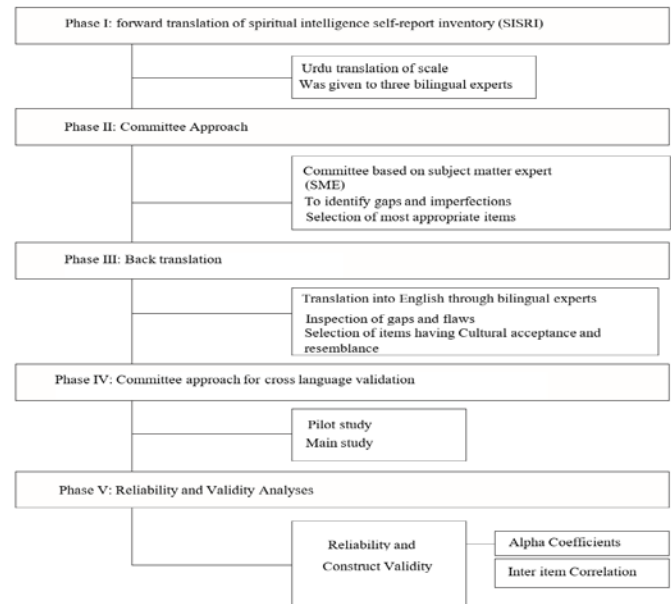 Phase I: forward translation of spiritual intelligence self-report inventory (SISRI)
Urdu translation of scale
Was given to three bilingual experts
Phase II: Committee Approach
Committee based on subject matter expert
(SME)
To identify gaps and imperfections
Selection of most appropriate items
Phase III: Back translation
Translation into English through bilingual experts
Inspection of gaps and flaws
Selection of items having Cultural acceptance and
resemblance
Phase IV: Committee approach for cross language validation
Pilot study
Main study
Phase V: Reliability and Validity Analyses
Reliability and
Construct Validity
Alpha Coefficients
Inter item Correlation